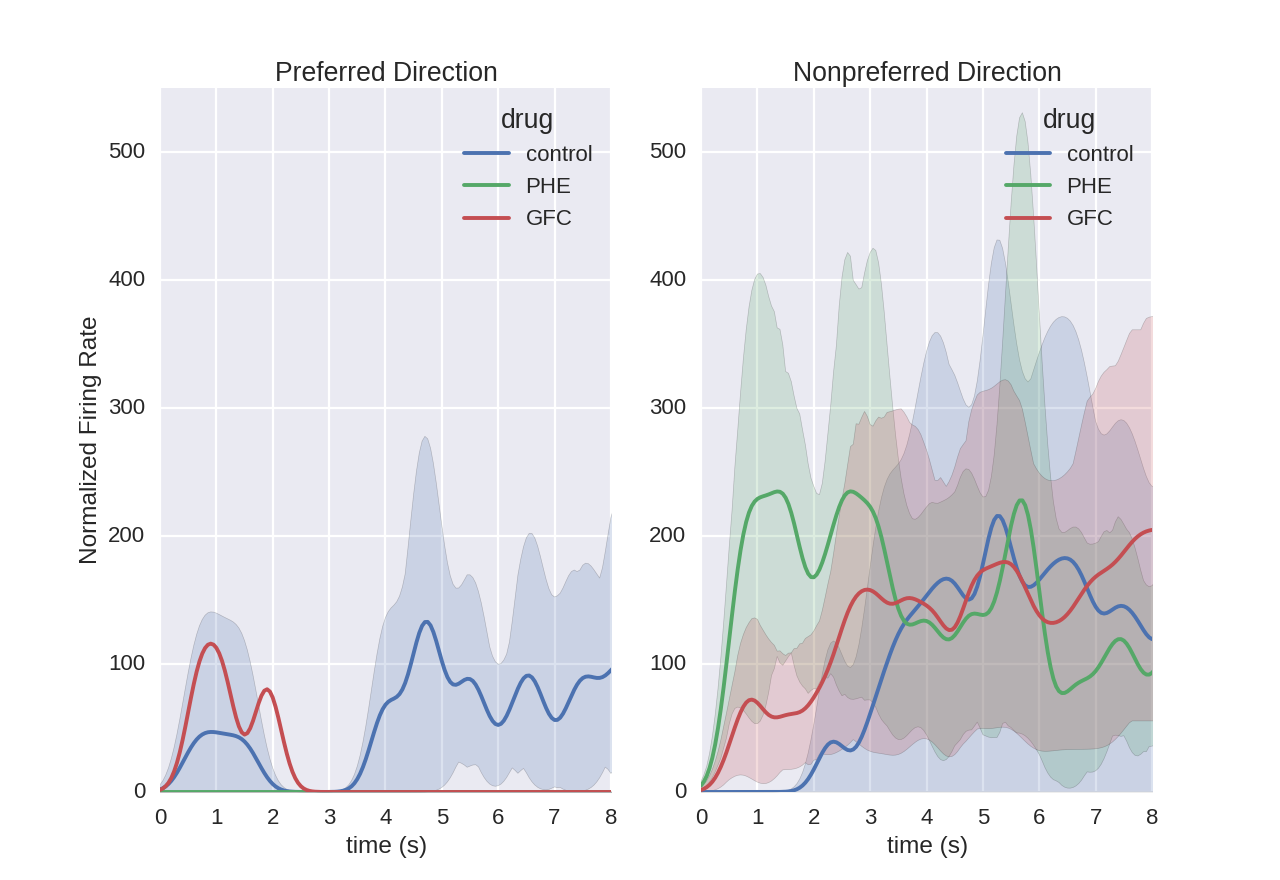 Preferred Direction
Nonpreferred Direction
drug
control
PHE
GFC
drug
control
PHE
GFC
Normalized Firing Rate
500
400
300
200
100
0
0 1 2 3 4 5 6 7 8
time (s)
500
400
300
200
100
0
0 1 2 3 4 5 6 7 8
time (s)